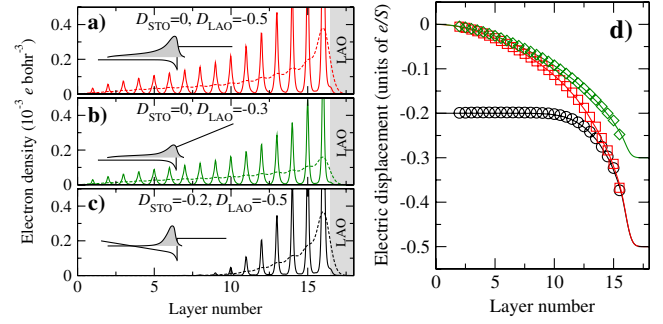 a) D_STO=0, D_LAO=-0.5
0.4
0.2
0
LAO
b) D_STO=0, D_LAO=-0.3
0.4
0.2
0
LAO
c) D_STO=-0.2, D_LAO=-0.5
0.4
0.2
0
LAO
0 5 10 15
Layer number
Electron density (10^-3 e bohr^-3)
d)
0
-0.1
-0.2
-0.3
-0.4
-0.5
0 5 10 15
Layer number
Electric displacement (units of e/S)